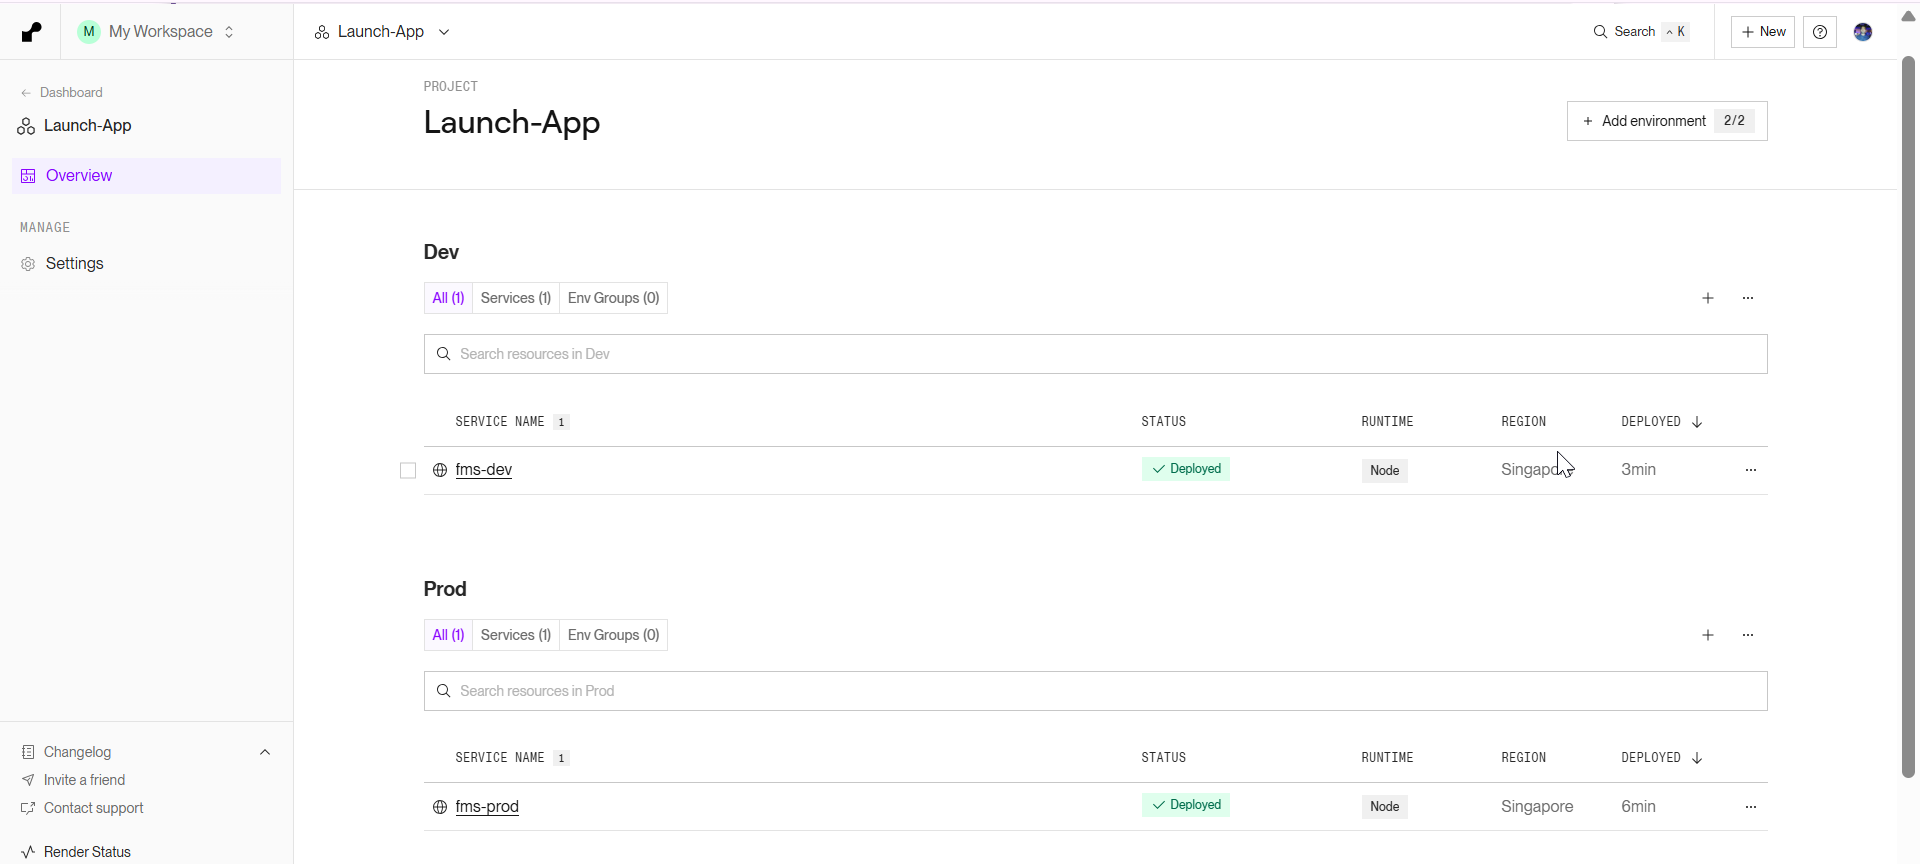 M My Workspace
Launch-App
Search ^ K
+ New
Dashboard
Launch-App
Overview
MANAGE
Settings
Changelog
Invite a friend
Contact support
Render Status
PROJECT
Launch-App
+ Add environment 2/2
Dev
All (1) Services (1) Env Groups (0)
Search resources in Dev
SERVICE NAME 1 STATUS RUNTIME REGION DEPLOYED
fms-dev Deployed Node Singapore 3min
Prod
All (1) Services (1) Env Groups (0)
Search resources in Prod
SERVICE NAME 1 STATUS RUNTIME REGION DEPLOYED
fms-prod Deployed Node Singapore 6min